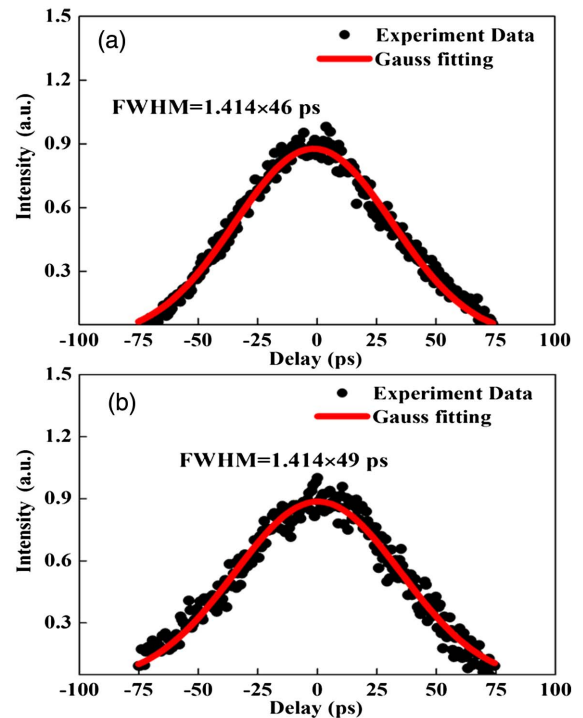 1.5
(a)
Experiment Data
Gauss fitting
1.2
FWHM=1.414×46 ps
0.9
Intensity (a.u.)
0.6
0.3
-100 -75 -50 -25 0 25 50 75 100
Delay (ps)
1.5
(b)
Experiment Data
Gauss fitting
1.2
FWHM=1.414×49 ps
0.9
Intensity (a.u.)
0.6
0.3
-100 -75 -50 -25 0 25 50 75 100
Delay (ps)